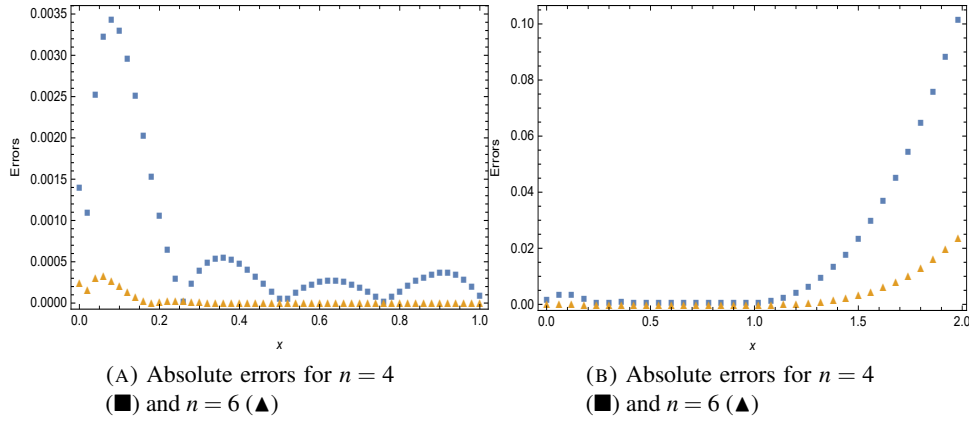 0.0035
0.0030
0.0025
0.0020
0.0015
0.0010
0.0005
0.0000
Errors
0.0 0.2 0.4 0.6 0.8 1.0
x
(A) Absolute errors for n = 4
(■) and n = 6 (▲)
0.10
0.08
0.06
0.04
0.02
0.00
Errors
0.0 0.5 1.0 1.5 2.0
x
(B) Absolute errors for n = 4
(■) and n = 6 (▲)